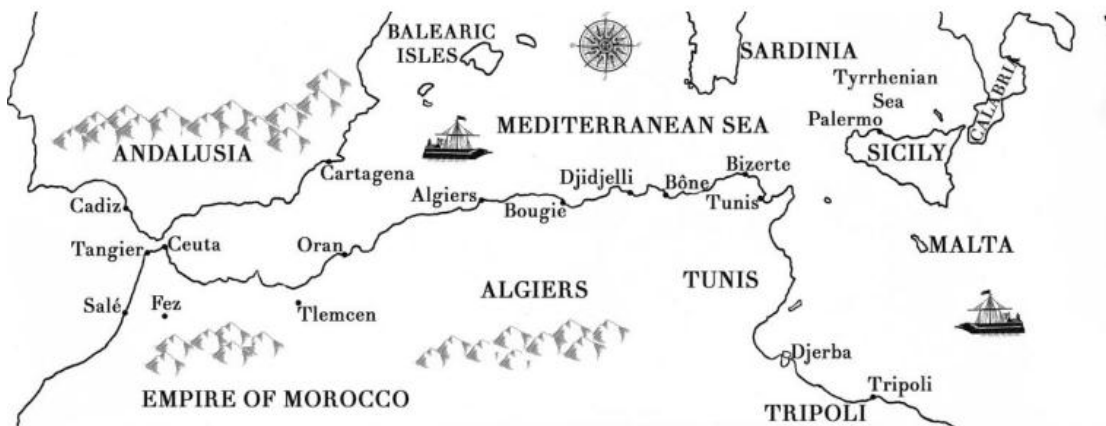 BALEARIC
ISLES
SARDINIA
Tyrrhenian
Sea
CALABRIA
Palermo
SICILY
MEDITERRANEAN SEA
ANDALUSIA
Cartagena
Bizerte
Djidjelli
Bône
Algiers
Bougie
Tunis
Cadiz
Tangier
Ceuta
Oran
MALTA
TUNIS
ALGIERS
Salé
Fez
Tlemcen
Djerba
Tripoli
EMPIRE OF MOROCCO
TRIPOLI